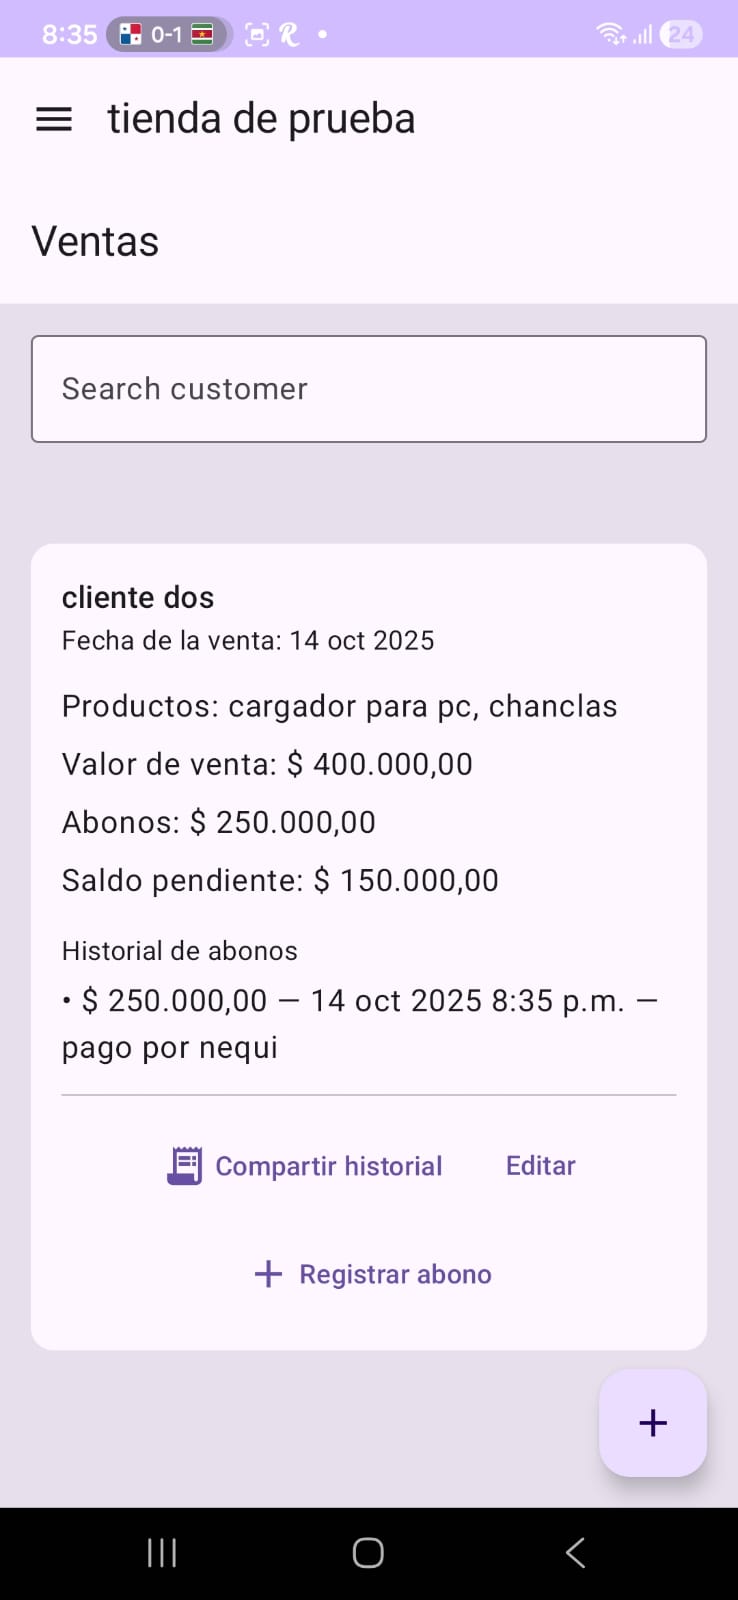 8:35 0-1 24
tienda de prueba
Ventas
Search customer
cliente dos
Fecha de la venta: 14 oct 2025
Productos: cargador para pc, chanclas
Valor de venta: $ 400.000,00
Abonos: $ 250.000,00
Saldo pendiente: $ 150.000,00
Historial de abonos
• $ 250.000,00 — 14 oct 2025 8:35 p.m. —
pago por nequi
Compartir historial Editar
+ Registrar abono
+